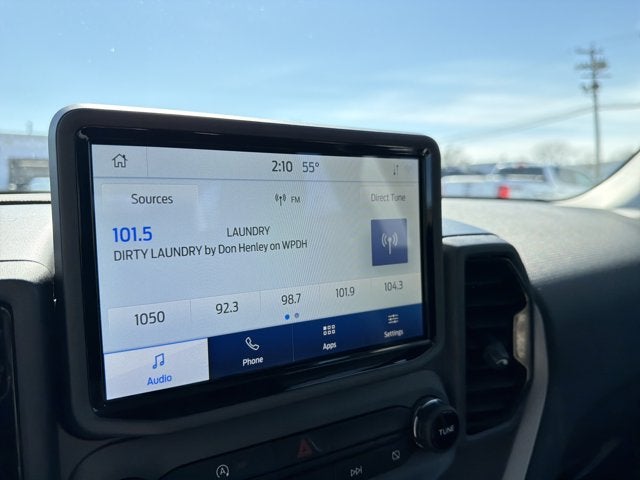 2:10 55°
Sources FM Direct Tune
101.5 LAUNDRY
DIRTY LAUNDRY by Don Henley on WPDH
1050 92.3 98.7 101.9 104.3
Audio Phone Apps Settings
TUNE